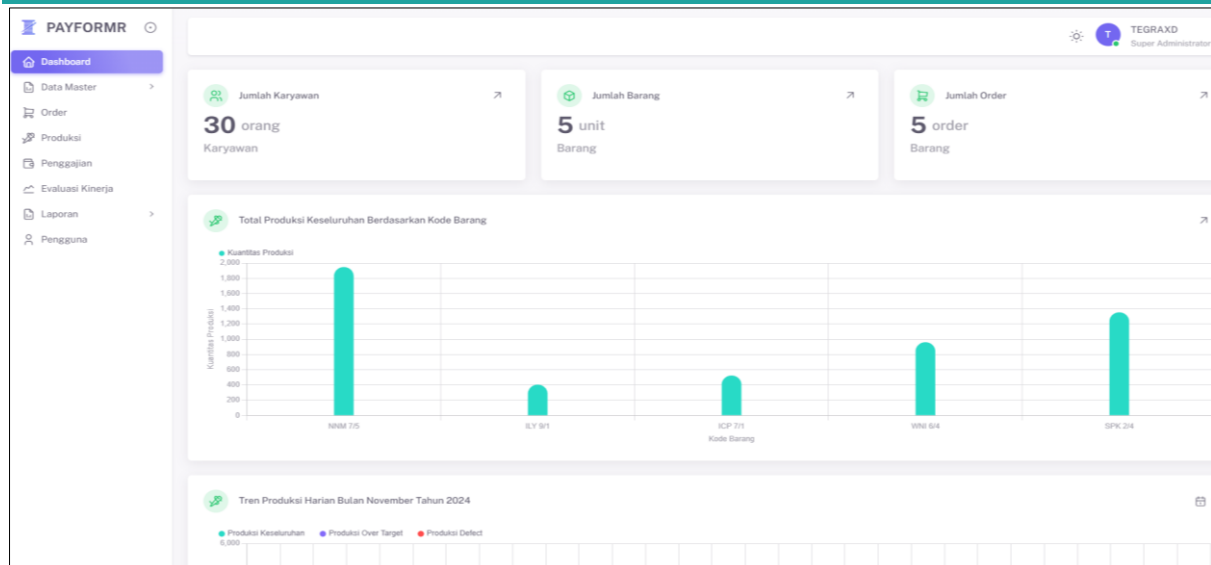 PAYFORMR
Dashboard
Data Master
Order
Produksi
Penggajian
Evaluasi Kinerja
Laporan
Pengguna
T
TEGRAXD
Super Administrator
Jumlah Karyawan
30 orang
Karyawan
Jumlah Barang
5 unit
Barang
Jumlah Order
5 order
Barang
Total Produksi Keseluruhan Berdasarkan Kode Barang
Kuantitas Produksi
2,000
1,800
1,600
1,400
1,200
1,000
800
600
400
200
0
Kuantitas Produksi
NNM 7/5
ILY 9/1
ICP 7/1
WNI 6/4
SPK 2/4
Kode Barang
Tren Produksi Harian Bulan November Tahun 2024
Produksi Keseluruhan
Produksi Over Target
Produksi Defect
6,000